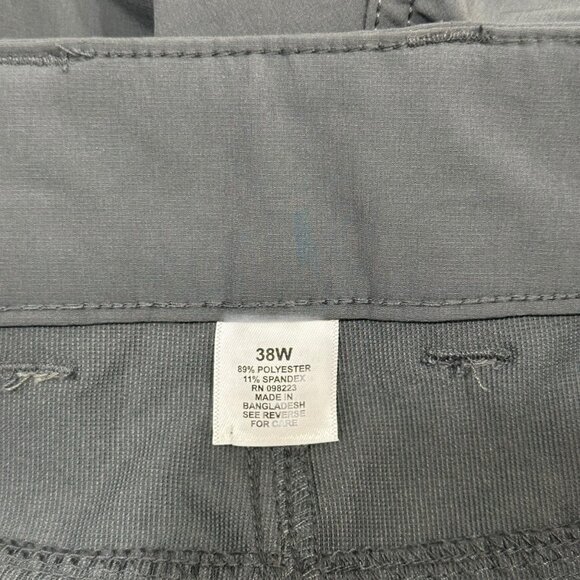 38W
89% POLYESTER
11% SPANDEX
RN 098223
MADE IN
BANGLADESH
SEE REVERSE
FOR CARE